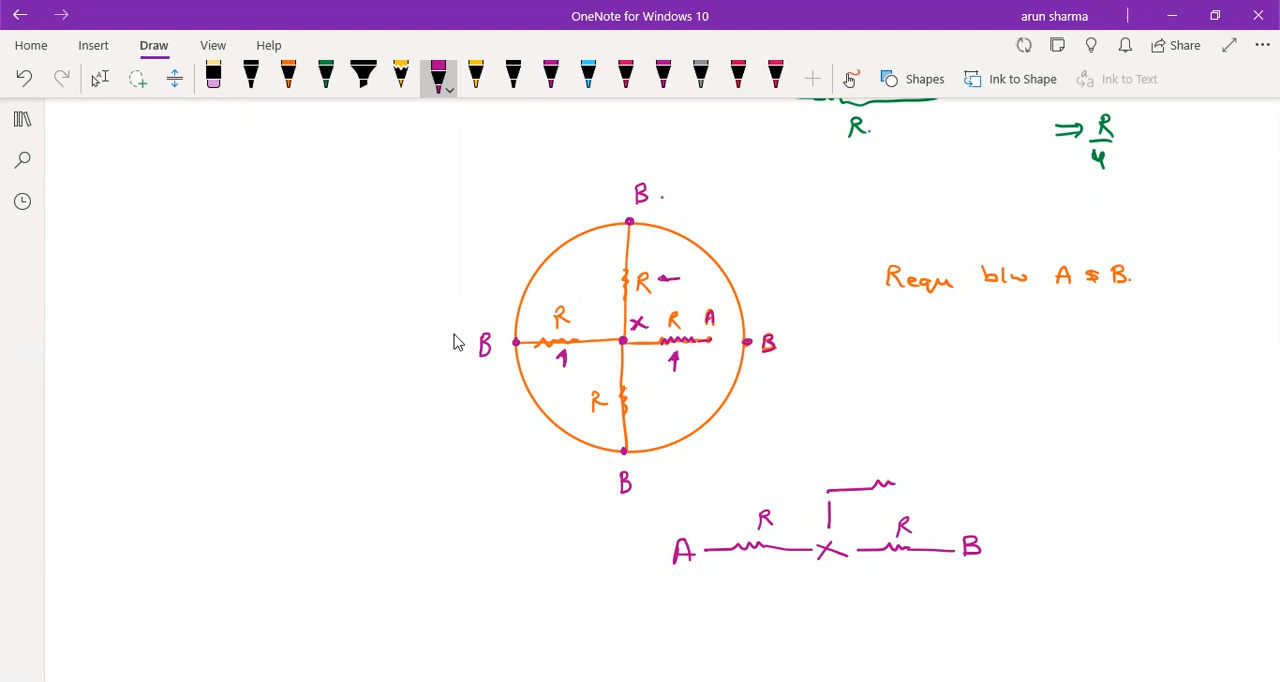 OneNote for Windows 10
arun sharma
Home Insert Draw View Help
Share
Shapes
Ink to Shape
Ink to Text
R.
⇒ R/4
B.
R
Requ b/w A & B.
R
X
R
A
B
B
R
B
R
R
A
X
B